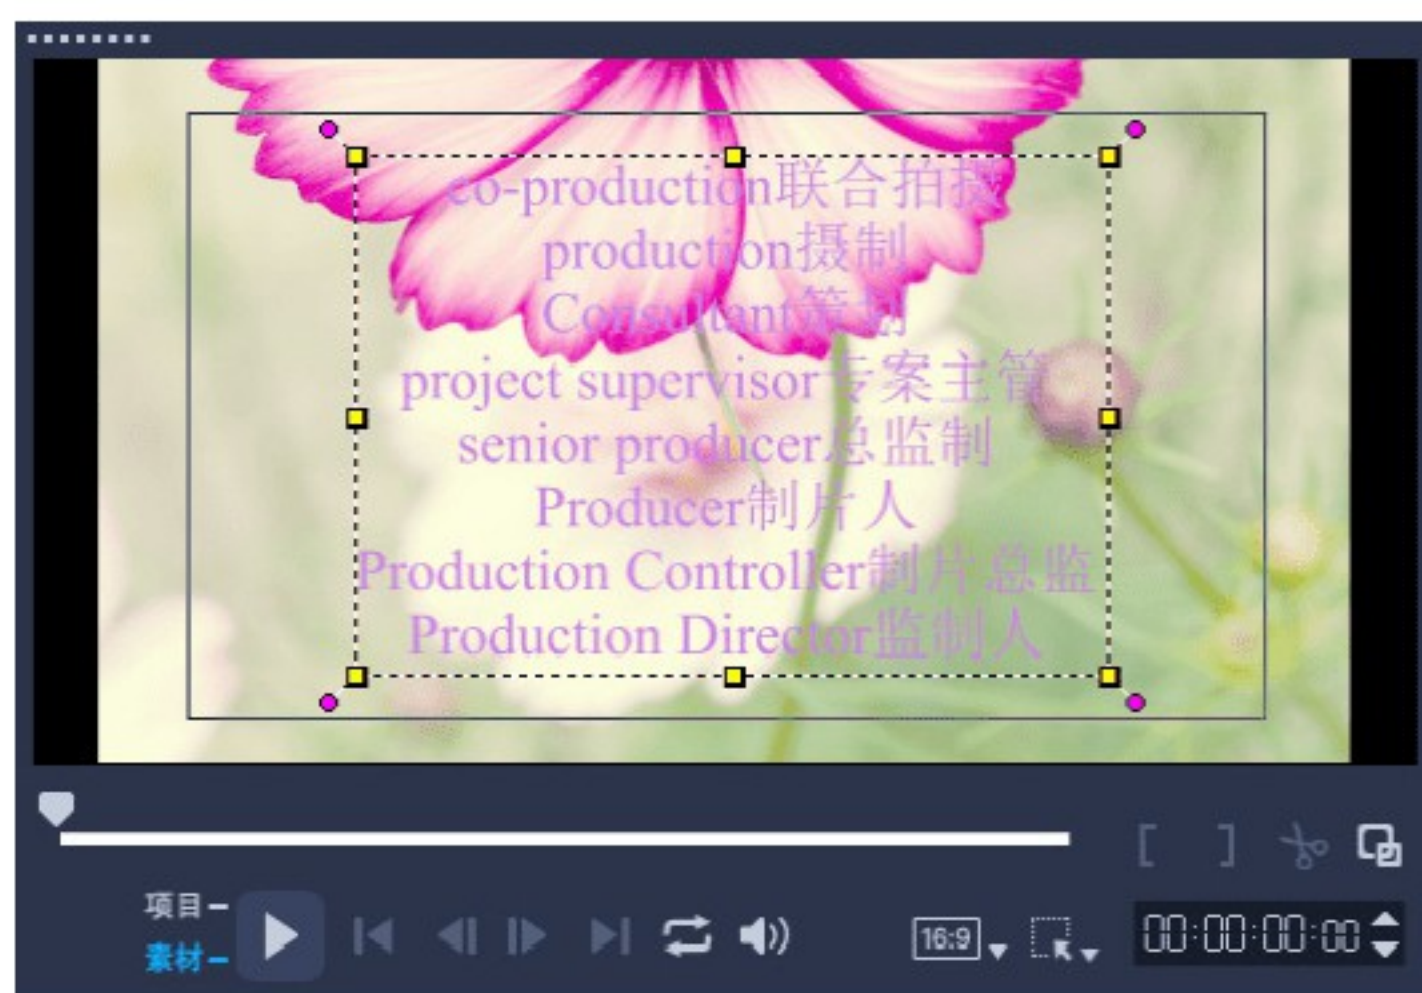 co-production联合拍摄
production摄制
Consultant策划
project supervisor专案主管
senior producer总监制
Producer制片人
Production Controller制片总监
Production Director监制人
项目
素材
16:9
00:00:00:00